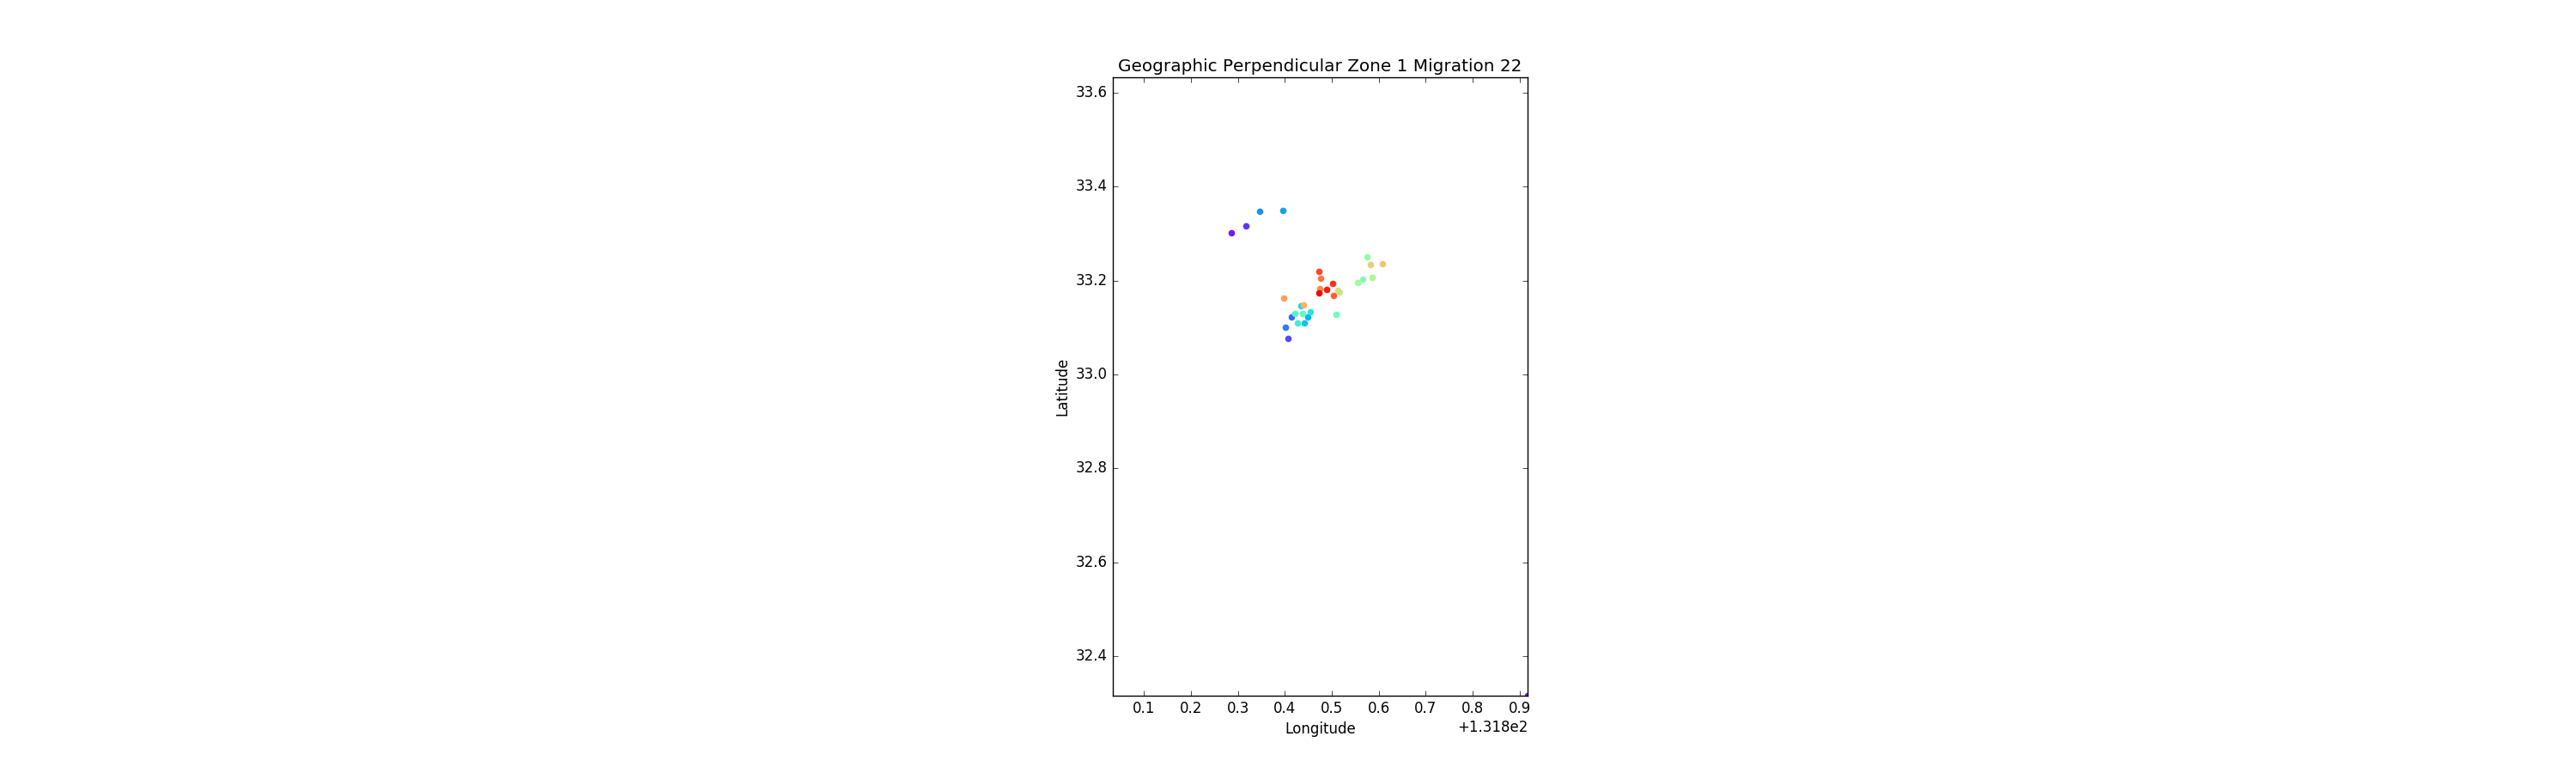 Geographic Perpendicular Zone 1 Migration 22
33.6
33.4
33.2
33.0
32.8
32.6
32.4
Latitude
0.1 0.2 0.3 0.4 0.5 0.6 0.7 0.8 0.9
Longitude
+1.318e2